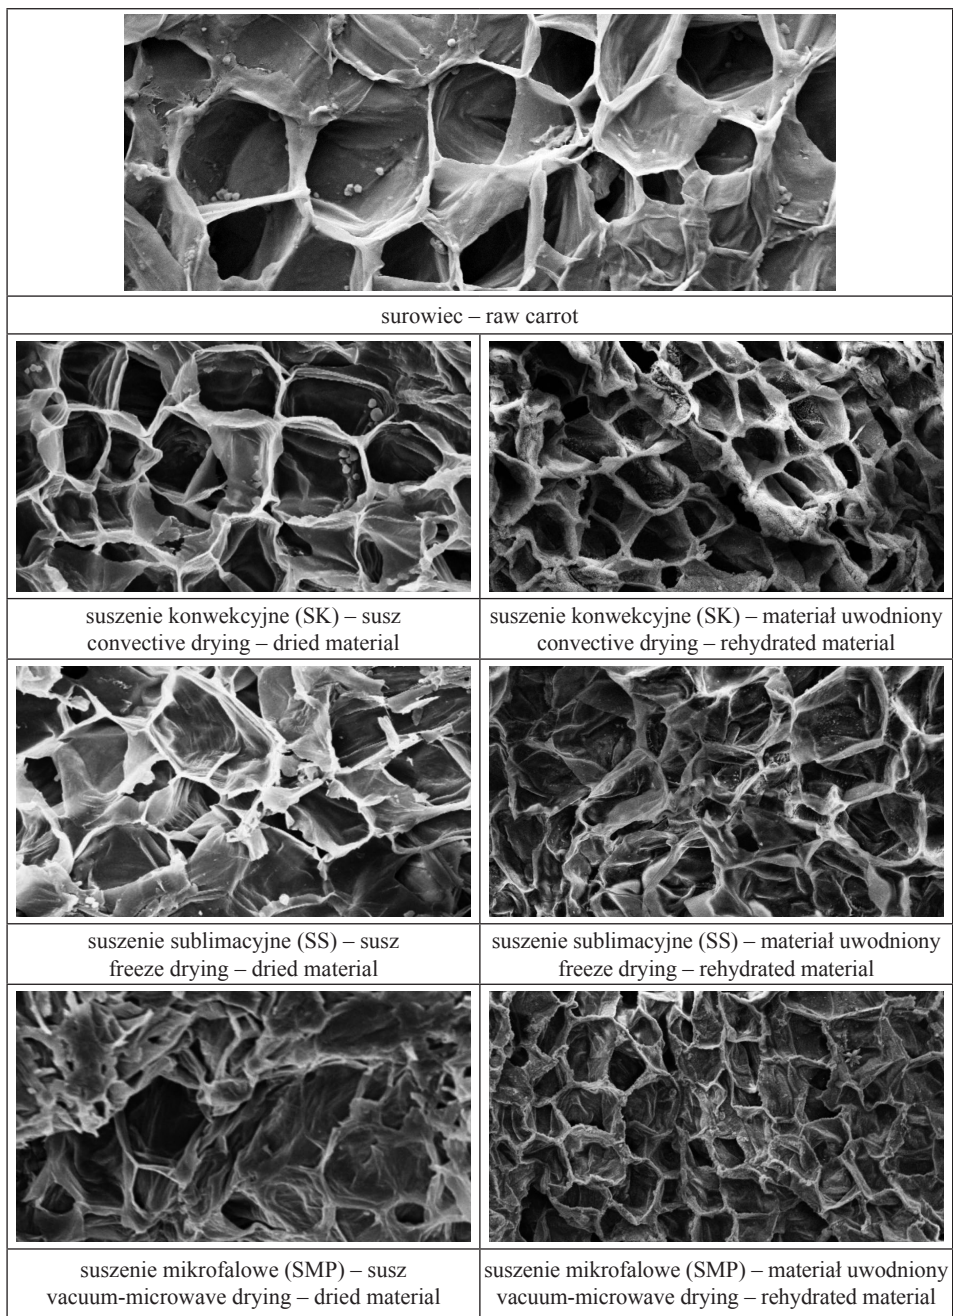 surowiec – raw carrot
suszenie konwekcyjne (SK) – susz
convective drying – dried material
suszenie konwekcyjne (SK) – materiał uwodniony
convective drying – rehydrated material
suszenie sublimacyjne (SS) – susz
freeze drying – dried material
suszenie sublimacyjne (SS) – materiał uwodniony
freeze drying – rehydrated material
suszenie mikrofalowe (SMP) – susz
vacuum-microwave drying – dried material
suszenie mikrofalowe (SMP) – materiał uwodniony
vacuum-microwave drying – rehydrated material